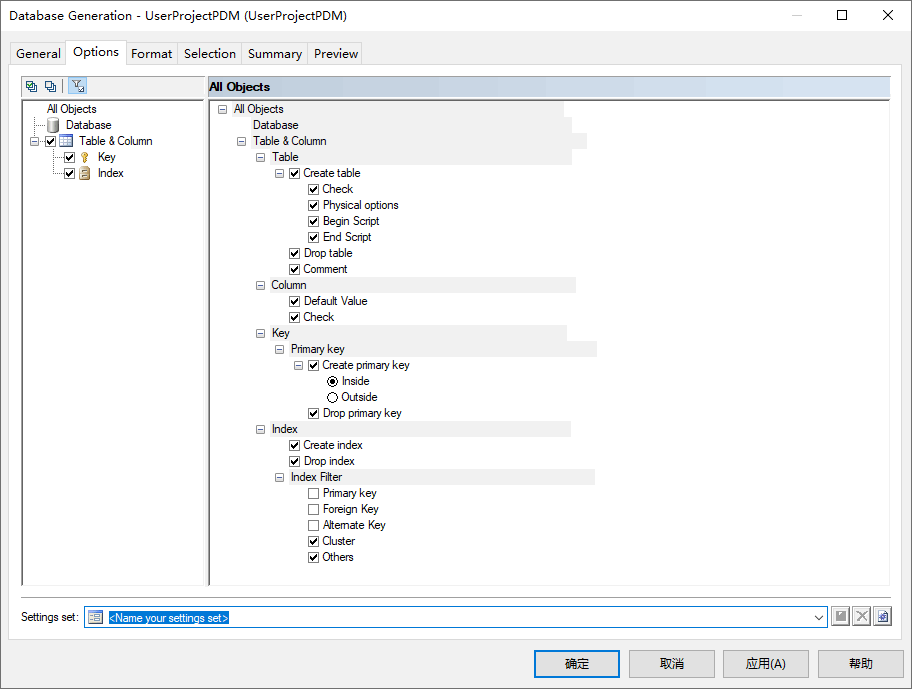 Database Generation - UserProjectPDM (UserProjectPDM)
General Options Format Selection Summary Preview
All Objects
All Objects
Database
Table & Column
Key
Index
All Objects
Database
Table & Column
Table
Create table
Check
Physical options
Begin Script
End Script
Drop table
Comment
Column
Default Value
Check
Key
Primary key
Create primary key
Inside
Outside
Drop primary key
Index
Create index
Drop index
Index Filter
Primary key
Foreign Key
Alternate Key
Cluster
Others
Settings set: <Name your settings set>
确定 取消 应用(A) 帮助